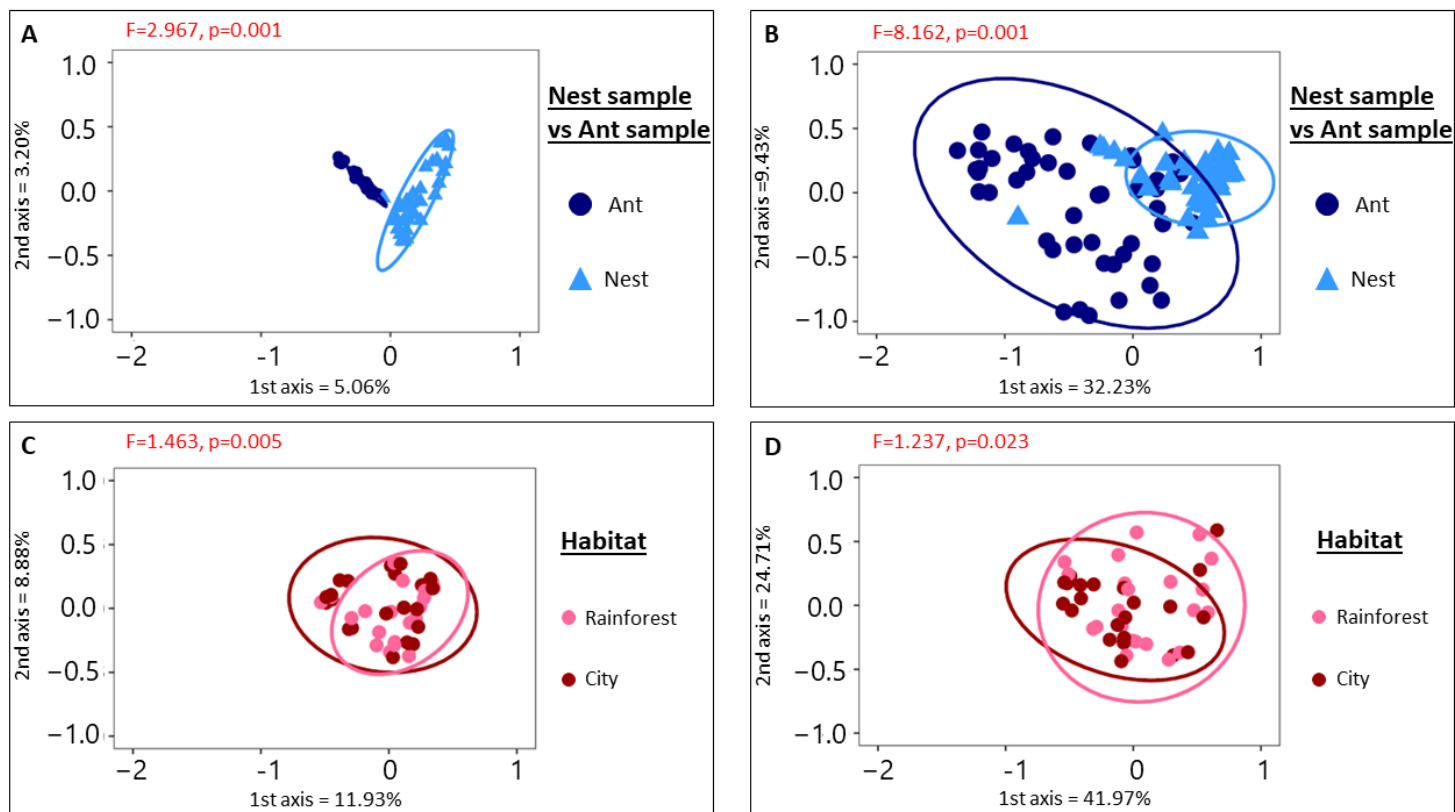 A
F=2.967, p=0.001
1.0
0.5
0.0
−0.5
−1.0
2nd axis = 3.20%
−2
-1
0
1
1st axis = 5.06%
Nest sample
vs Ant sample
Ant
Nest
B
F=8.162, p=0.001
1.0
0.5
0.0
−0.5
−1.0
2nd axis =9.43%
−2
-1
0
1
1st axis = 32.23%
Nest sample
vs Ant sample
Ant
Nest
C
F=1.463, p=0.005
1.0
0.5
0.0
−0.5
−1.0
2nd axis = 8.88%
−2
-1
0
1
1st axis = 11.93%
Habitat
Rainforest
City
D
F=1.237, p=0.023
1.0
0.5
0.0
−0.5
−1.0
2nd axis = 24.71%
−2
-1
0
1
1st axis = 41.97%
Habitat
Rainforest
City